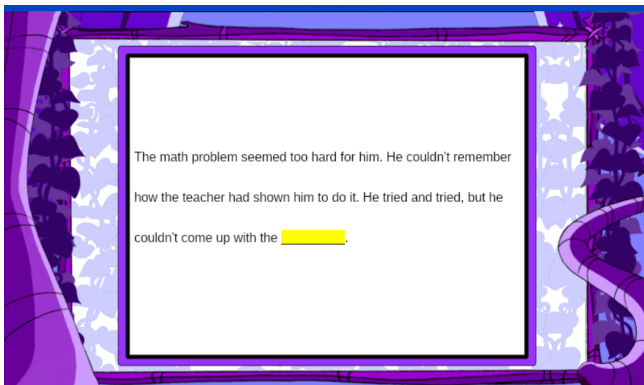 The math problem seemed too hard for him. He couldn't remember
how the teacher had shown him to do it. He tried and tried, but he
couldn't come up with the _________.